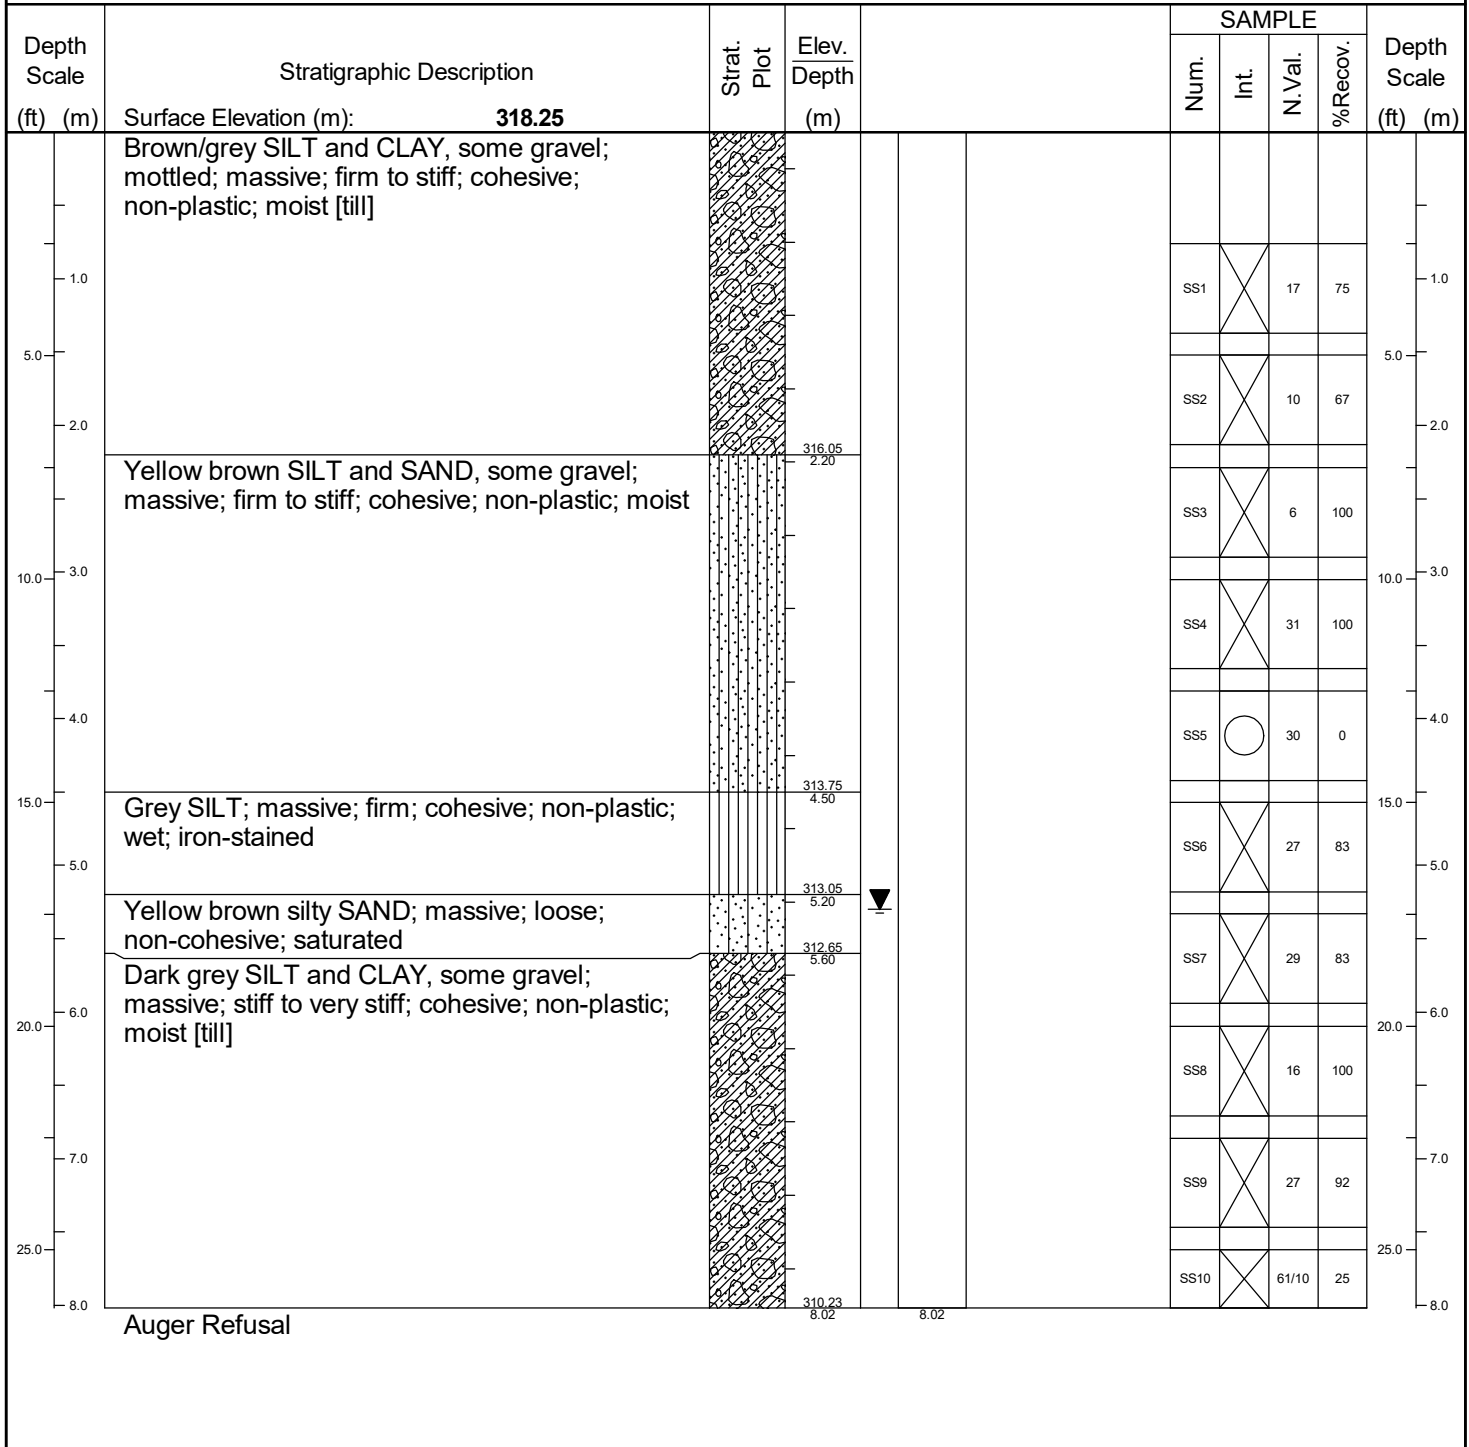 SAMPLE
Depth Scale
Stratigraphic Description
Strat. Plot
Elev. Depth
Num.
Int.
N.Val.
%Recov.
Depth Scale
(ft) (m)
Surface Elevation (m): 318.25
(m)
(ft) (m)
Brown/grey SILT and CLAY, some gravel;
mottled; massive; firm to stiff; cohesive;
non-plastic; moist [till]
1.0
SS1 17 75
1.0
5.0
5.0
SS2 10 67
2.0
2.0
316.05
2.20
Yellow brown SILT and SAND, some gravel;
massive; firm to stiff; cohesive; non-plastic; moist
SS3 6 100
10.0 3.0
10.0 3.0
SS4 31 100
4.0
SS5 30 0
4.0
313.75
4.50
15.0
15.0
Grey SILT; massive; firm; cohesive; non-plastic;
wet; iron-stained
SS6 27 83
5.0
5.0
313.05
5.20
Yellow brown silty SAND; massive; loose;
non-cohesive; saturated
312.65
5.60
SS7 29 83
Dark grey SILT and CLAY, some gravel;
massive; stiff to very stiff; cohesive; non-plastic;
moist [till]
20.0 6.0
20.0 6.0
SS8 16 100
7.0
7.0
SS9 27 92
25.0
25.0
SS10 61/10 25
8.0
8.0
310.23
8.02
8.02
Auger Refusal